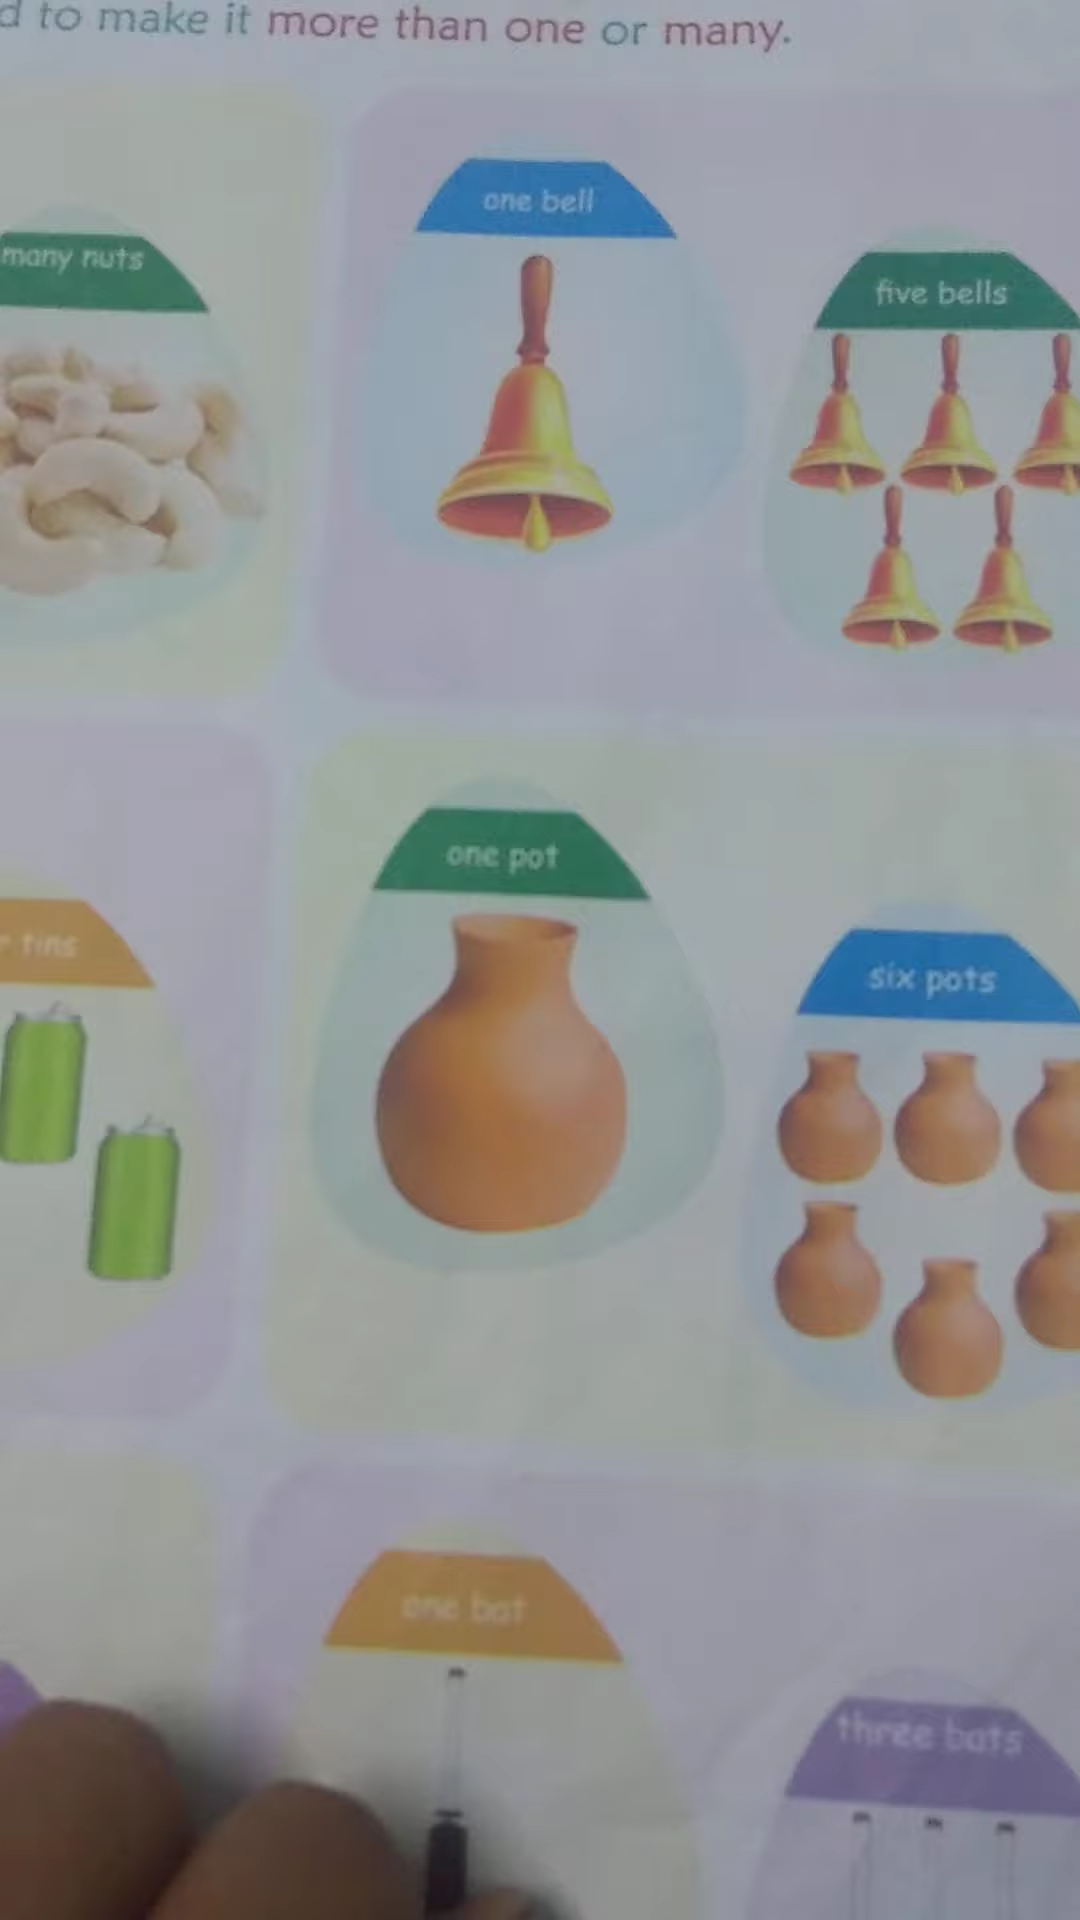 to make it more than one or many.
many nuts
one bell
five bells
tins
one pot
six pots
one bat
three bats